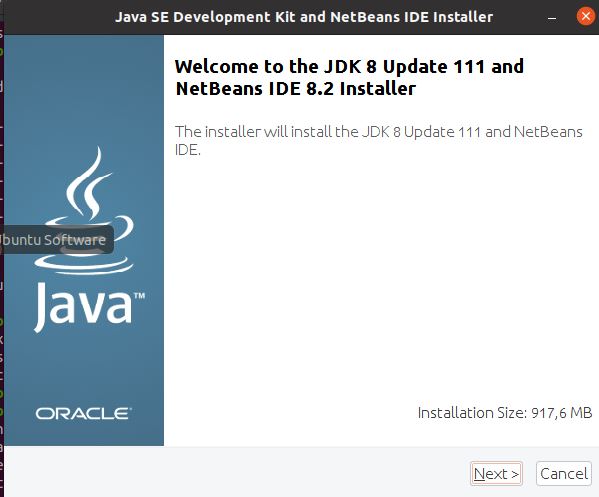 Java SE Development Kit and NetBeans IDE Installer
Welcome to the JDK 8 Update 111 and
NetBeans IDE 8.2 Installer
The installer will install the JDK 8 Update 111 and NetBeans
IDE.
buntu Software
Java™
ORACLE
Installation Size: 917,6 MB
Next >
Cancel